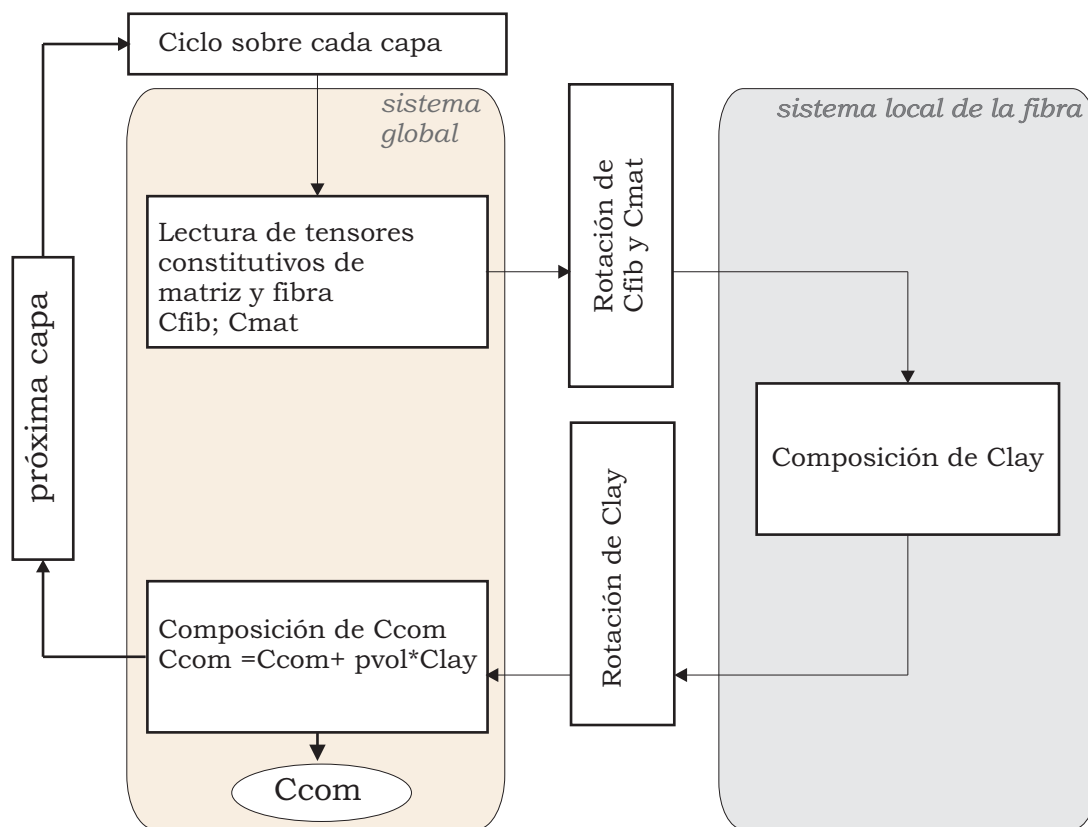 Ciclo sobre cada capa
sistema
global
sistema local de la fibra
Lectura de tensores
constitutivos de
matriz y fibra
Cfib; Cmat
Rotación de
Cfib y Cmat
próxima capa
Composición de Clay
Rotación de Clay
Composición de Ccom
Ccom =Ccom+ pvol*Clay
Ccom